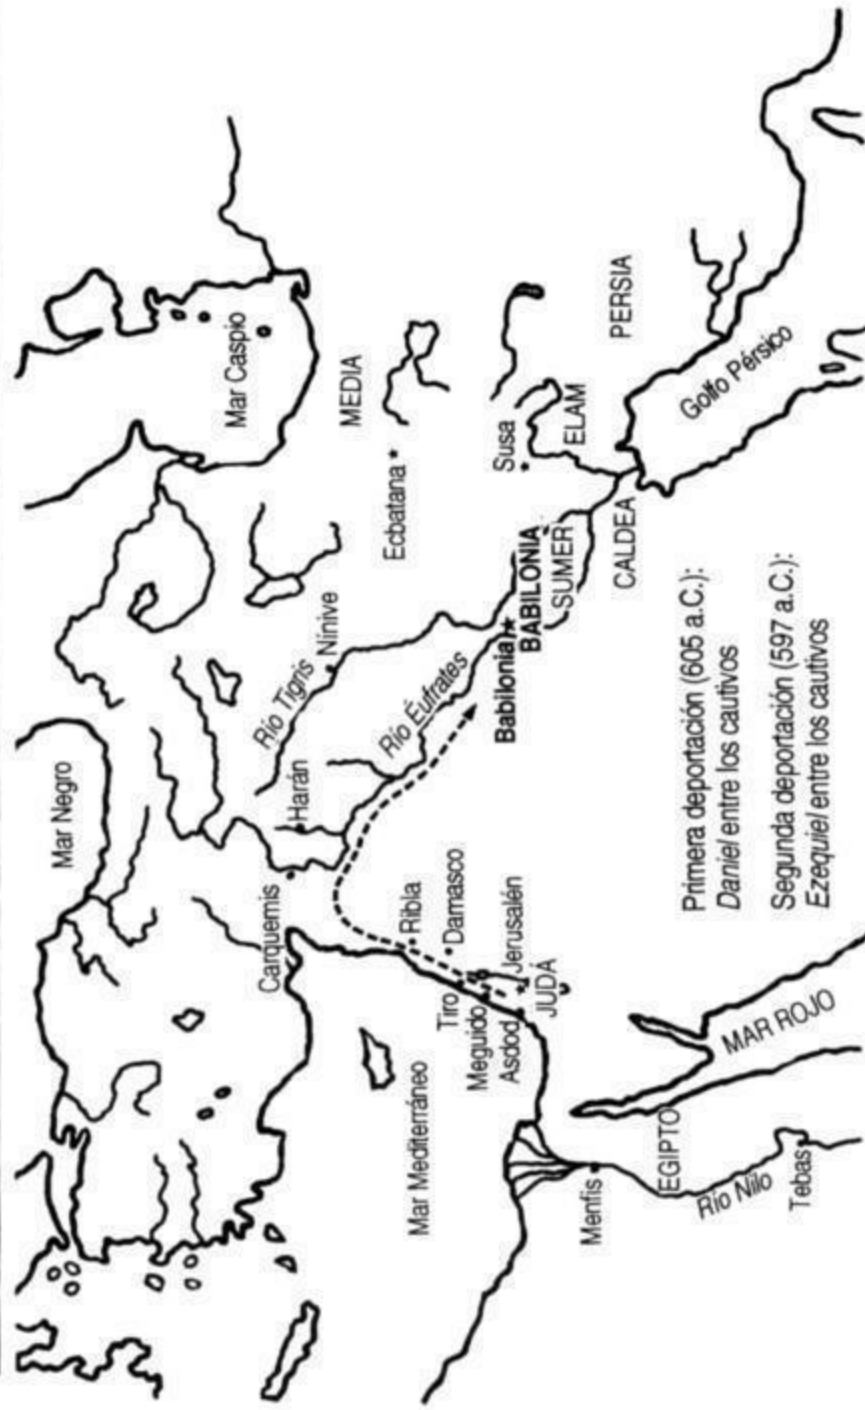 Mar Negro
Mar Caspio
Carquemis
Harán
Río Tigris
Nínive
MEDIA
Ecbatana
Mar Mediterráneo
Ribla
Damasco
Tiro
Meguido
Asdod
Jerusalén
JUDÁ
Río Éufrates
Babilonia
BABILONIA
SUMER
Susa
ELAM
CALDEA
PERSIA
Golfo Pérsico
Menfis
EGIPTO
Río Nilo
Tebas
MAR ROJO
Primera deportación (605 a.C.):
Daniel entre los cautivos
Segunda deportación (597 a.C.):
Ezequiel entre los cautivos